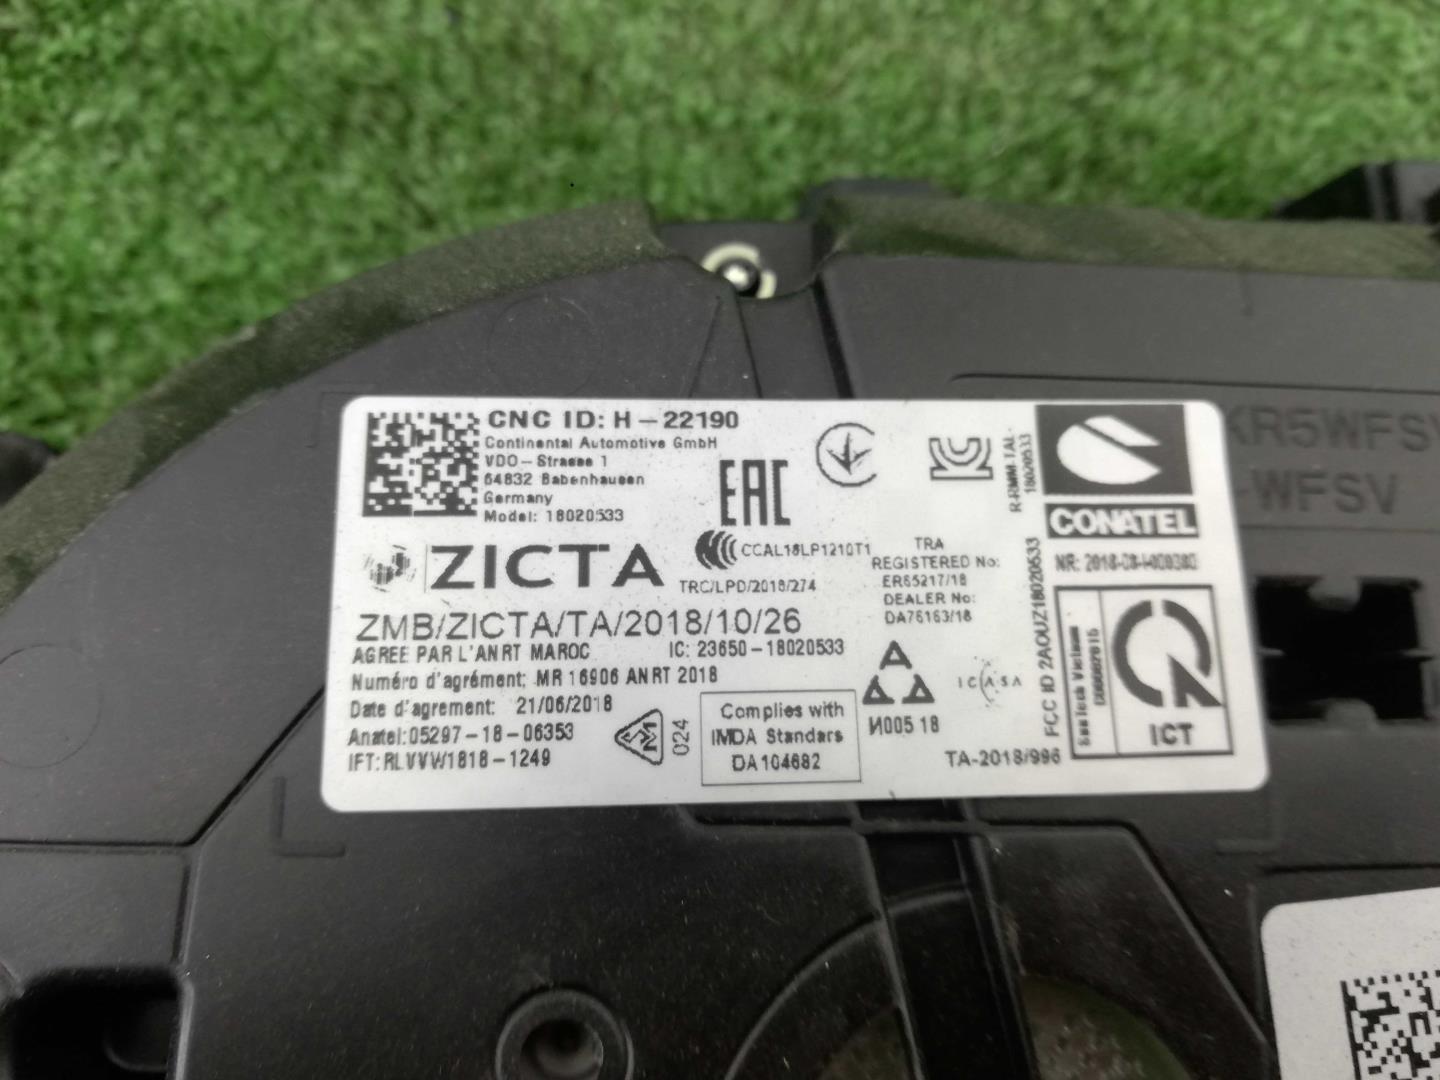 CNC ID: H-22190
Continental Automotive GmbH
VDO-Strasse 1
64832 Babenhausen
Germany
Model: 18020533
EAC
ZICTA
CCAL18LP1210T1
TRC/LPD/2018/274
TRA
REGISTERED No:
ER65217/18
DEALER No:
DA76163/18
ZMB/ZICTA/TA/2018/10/26
AGREE PAR L'ANRT MAROC
IC: 23650-18020533
Numéro d'agrément: MR 16906 ANRT 2018
Date d'agrement: 21/06/2018
Anatel:05297-18-06353
IFT: RLVVW1818-1249
024
Complies with
IMDA Standars
DA104682
И005 18
ICASA
TA-2018/996
R-RMM-TAL-
18020533
FCC ID 2AOUZ18020533
CONATEL
NR: 2018-08-I-000380
ICT
KR5WFSV
-WFSV